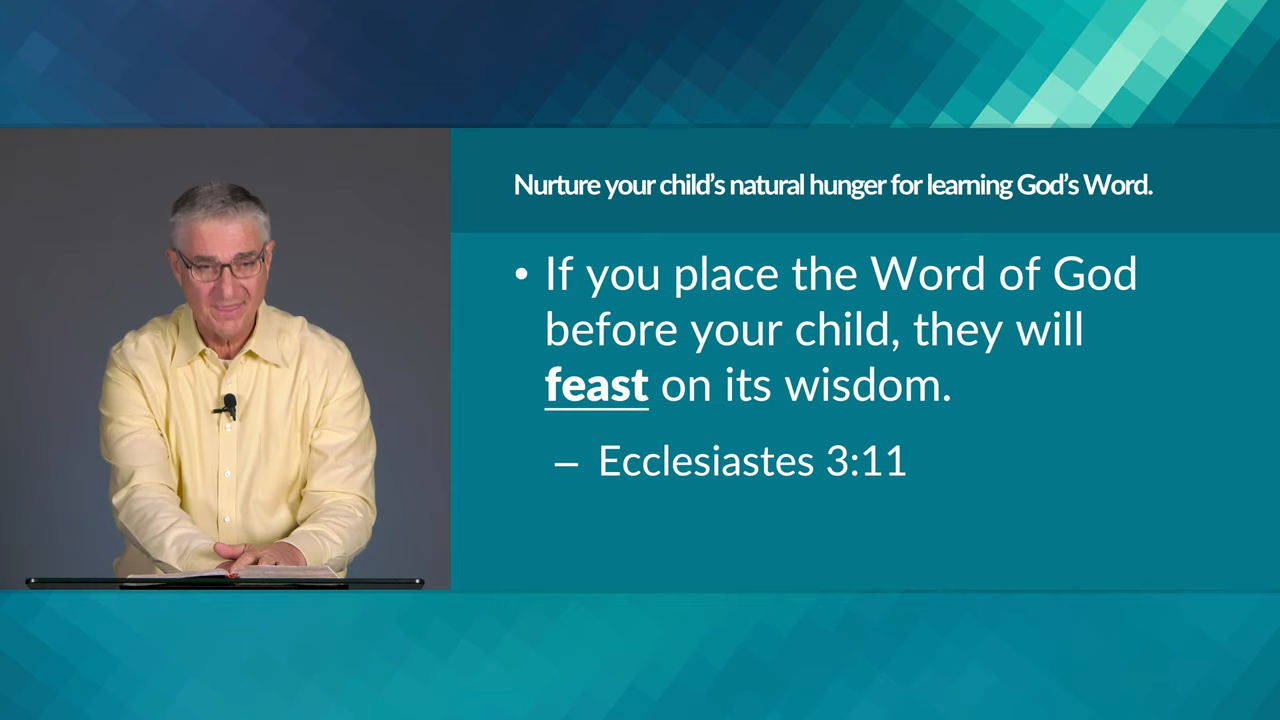 Nurture your child’s natural hunger for learning God’s Word.
• If you place the Word of God
before your child, they will
feast on its wisdom.
– Ecclesiastes 3:11